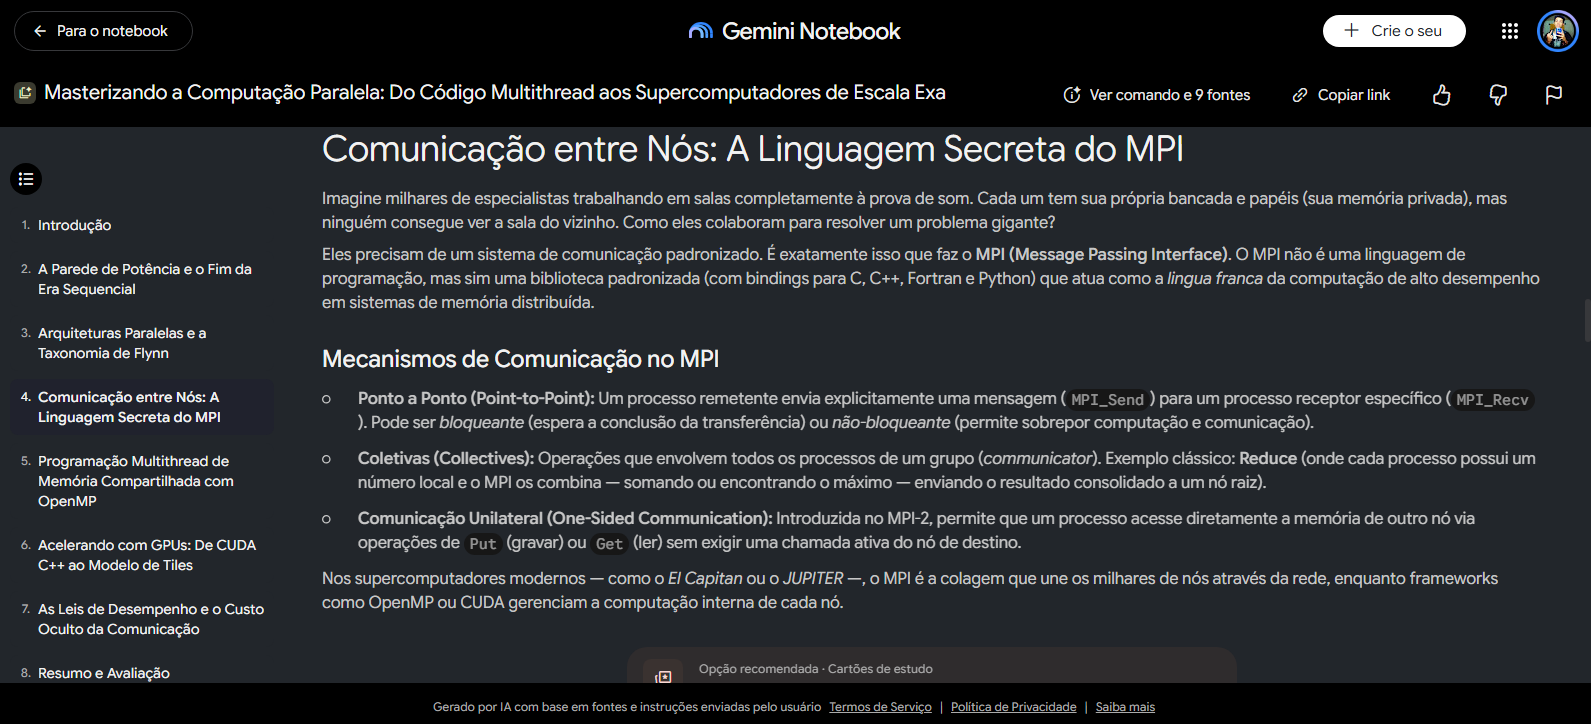 Para o notebook
Gemini Notebook
Crie o seu
Masterizando a Computação Paralela: Do Código Multithread aos Supercomputadores de Escala Exa
Ver comando e 9 fontes
Copiar link
1. Introdução
2. A Parede de Potência e o Fim da
Era Sequencial
3. Arquiteturas Paralelas e a
Taxonomia de Flynn
4. Comunicação entre Nós: A
Linguagem Secreta do MPI
5. Programação Multithread de
Memória Compartilhada com
OpenMP
6. Acelerando com GPUs: De CUDA
C++ ao Modelo de Tiles
7. As Leis de Desempenho e o Custo
Oculto da Comunicação
8. Resumo e Avaliação
Comunicação entre Nós: A Linguagem Secreta do MPI
Imagine milhares de especialistas trabalhando em salas completamente à prova de som. Cada um tem sua própria bancada e papéis (sua memória privada), mas
ninguém consegue ver a sala do vizinho. Como eles colaboram para resolver um problema gigante?
Eles precisam de um sistema de comunicação padronizado. É exatamente isso que faz o MPI (Message Passing Interface). O MPI não é uma linguagem de
programação, mas sim uma biblioteca padronizada (com bindings para C, C++, Fortran e Python) que atua como a lingua franca da computação de alto desempenho
em sistemas de memória distribuída.
Mecanismos de Comunicação no MPI
Ponto a Ponto (Point-to-Point): Um processo remetente envia explicitamente uma mensagem ( MPI_Send ) para um processo receptor específico ( MPI_Recv
). Pode ser bloqueante (espera a conclusão da transferência) ou não-bloqueante (permite sobrepor computação e comunicação).
Coletivas (Collectives): Operações que envolvem todos os processos de um grupo (communicator). Exemplo clássico: Reduce (onde cada processo possui um
número local e o MPI os combina — somando ou encontrando o máximo — enviando o resultado consolidado a um nó raiz).
Comunicação Unilateral (One-Sided Communication): Introduzida no MPI-2, permite que um processo acesse diretamente a memória de outro nó via
operações de Put (gravar) ou Get (ler) sem exigir uma chamada ativa do nó de destino.
Nos supercomputadores modernos — como o El Capitan ou o JUPITER —, o MPI é a colagem que une os milhares de nós através da rede, enquanto frameworks
como OpenMP ou CUDA gerenciam a computação interna de cada nó.
Opção recomendada · Cartões de estudo
Gerado por IA com base em fontes e instruções enviadas pelo usuário Termos de Serviço | Política de Privacidade | Saiba mais